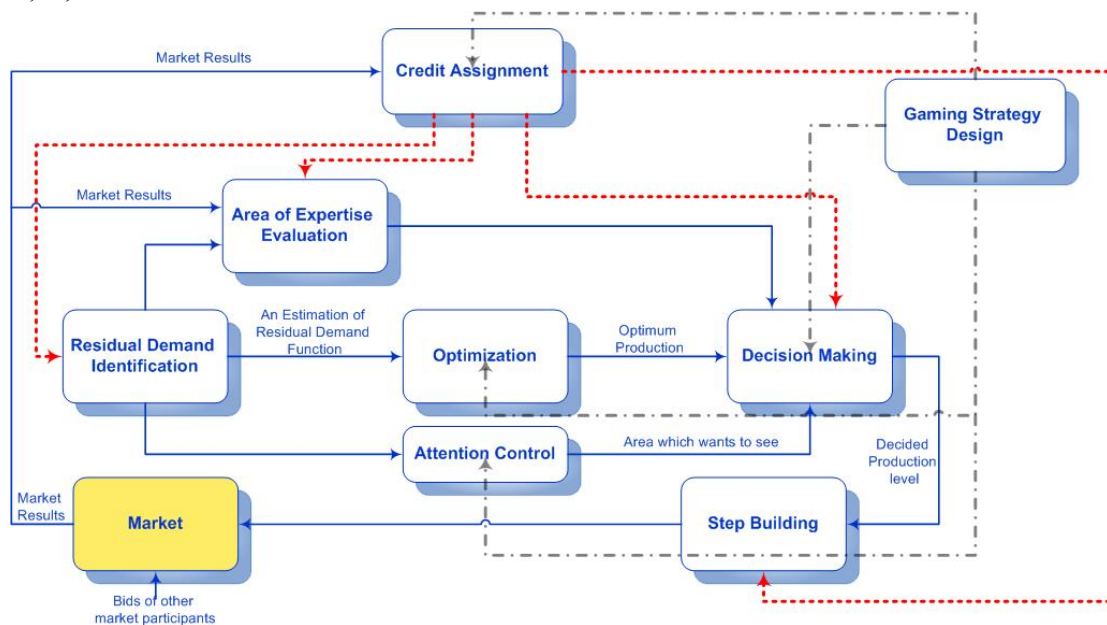 Market Results
Credit Assignment
Gaming Strategy
Design
Market Results
Area of Expertise
Evaluation
An Estimation of
Residual Demand
Function
Residual Demand
Identification
Optimization
Optimum
Production
Decision Making
Attention Control
Area which wants to see
Decided
Production
level
Market
Results
Market
Step Building
Bids of other
market participants